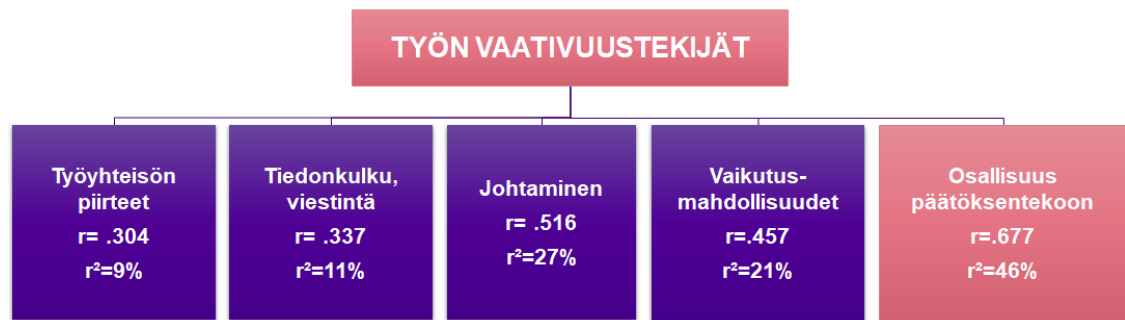 TYÖN VAATIVUUSTEKIJÄT
Työyhteisön
piirteet
r= .304
r²=9%
Tiedonkulku,
viestintä
r= .337
r²=11%
Johtaminen
r= .516
r²=27%
Vaikutus-
mahdollisuudet
r=.457
r²=21%
Osallisuus
päätöksentekoon
r=.677
r²=46%